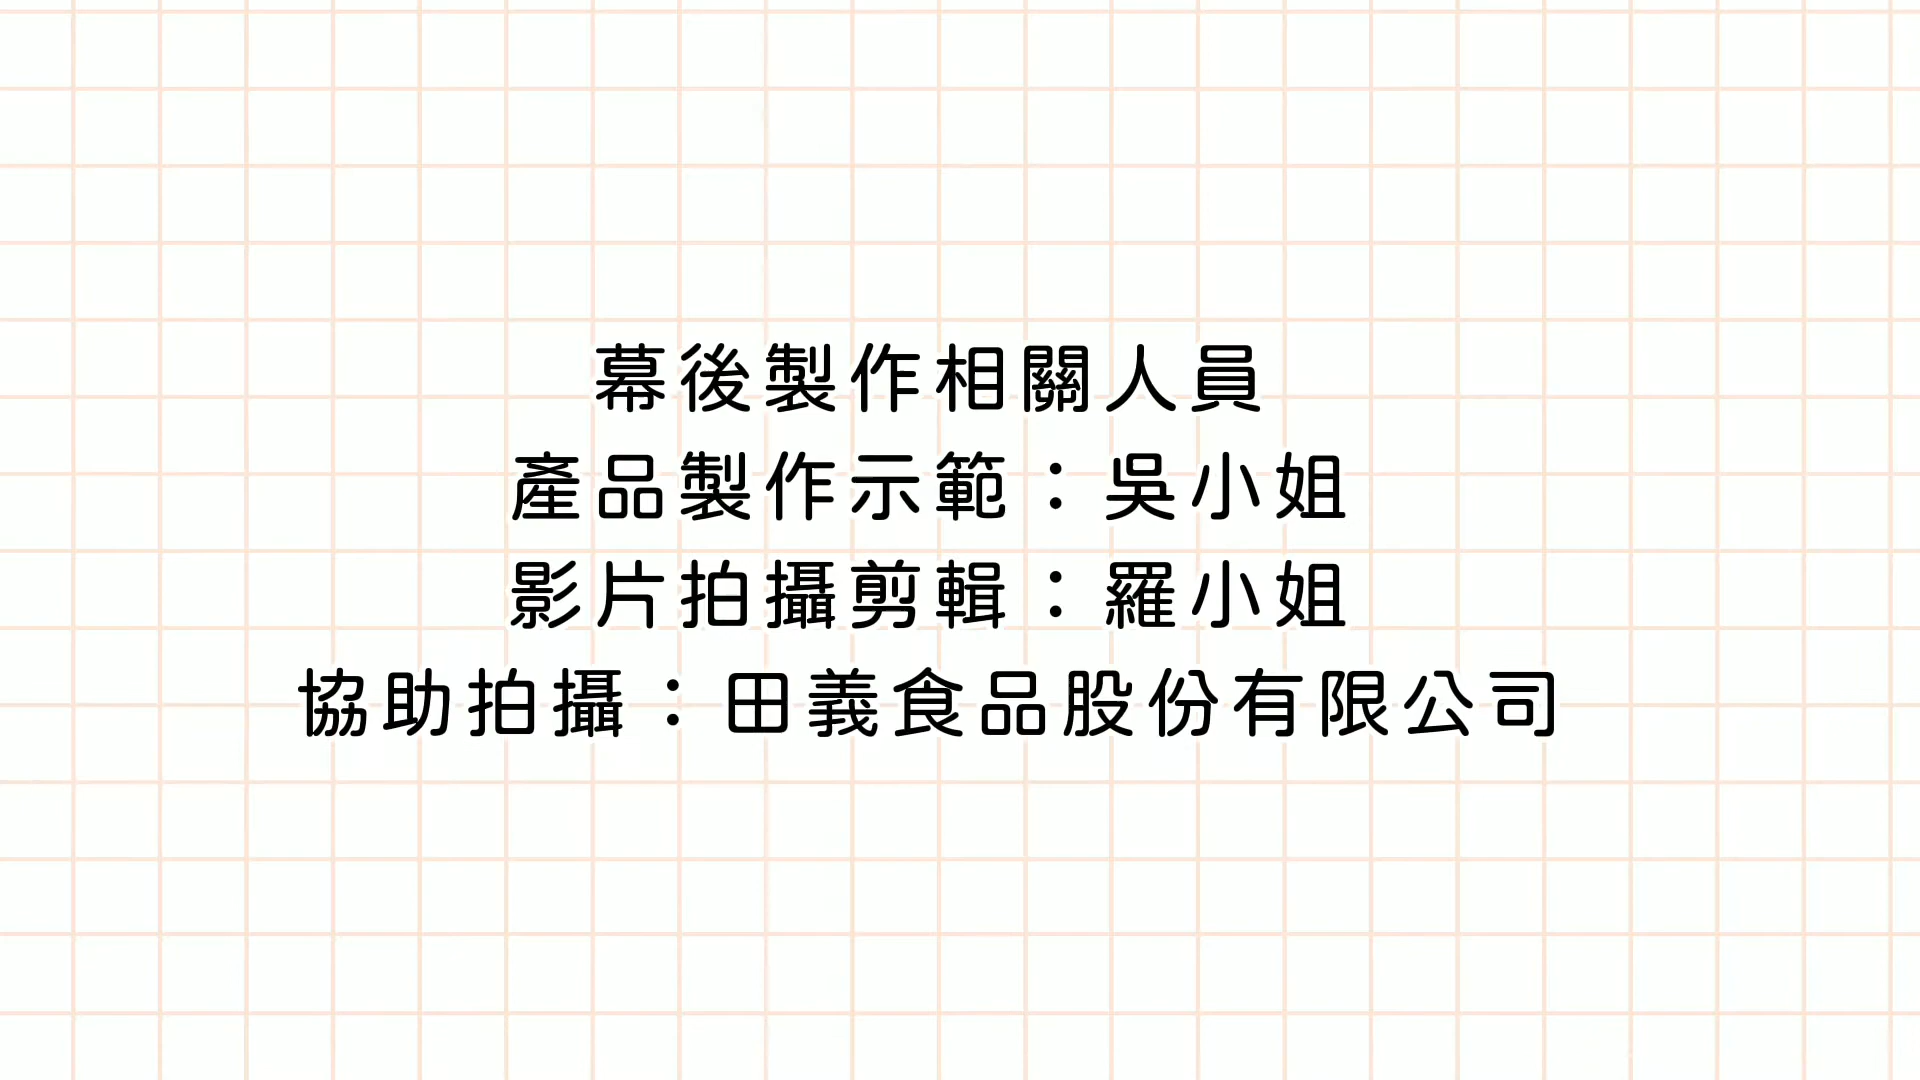 幕後製作相關人員
產品製作示範：吳小姐
影片拍攝剪輯：羅小姐
協助拍攝：田義食品股份有限公司